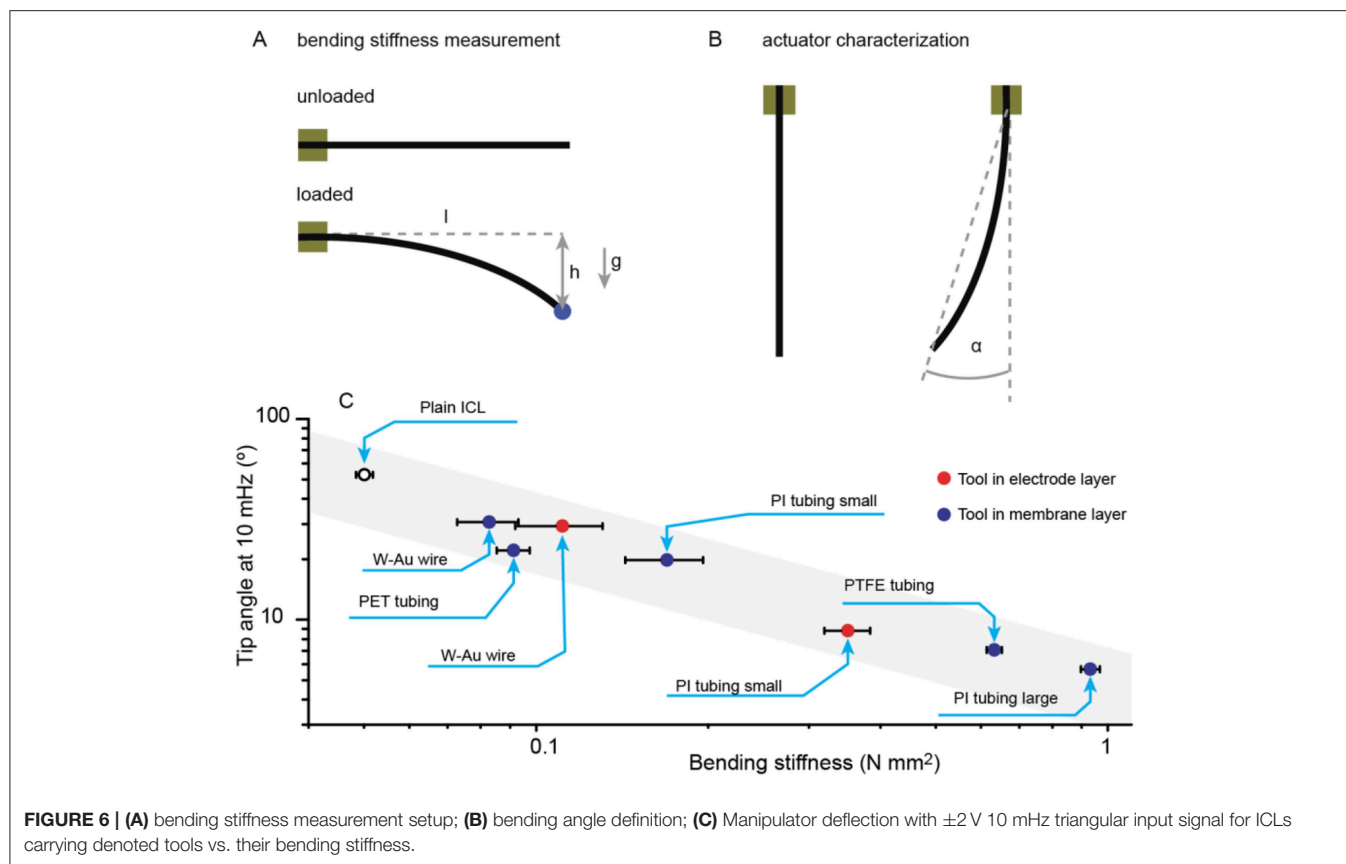 A bending stiffness measurement
B actuator characterization
unloaded
loaded
l
h
g
α
C
Plain ICL
100
10
Tip angle at 10 mHz (º)
W-Au wire
PET tubing
W-Au wire
PI tubing small
Tool in electrode layer
Tool in membrane layer
PTFE tubing
PI tubing small
PI tubing large
0.1
1
Bending stiffness (N mm²)
FIGURE 6 | (A) bending stiffness measurement setup; (B) bending angle definition; (C) Manipulator deflection with ±2 V 10 mHz triangular input signal for ICLs
carrying denoted tools vs. their bending stiffness.